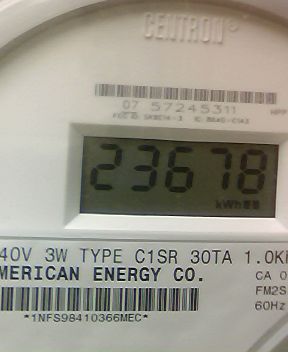 CENTRON®
07 57245311
23678
kWh
40V 3W TYPE C1SR 30TA 1.0K
MERICAN ENERGY CO.
CA 0
FM2S
60Hz
*1NFS98410366MEC*